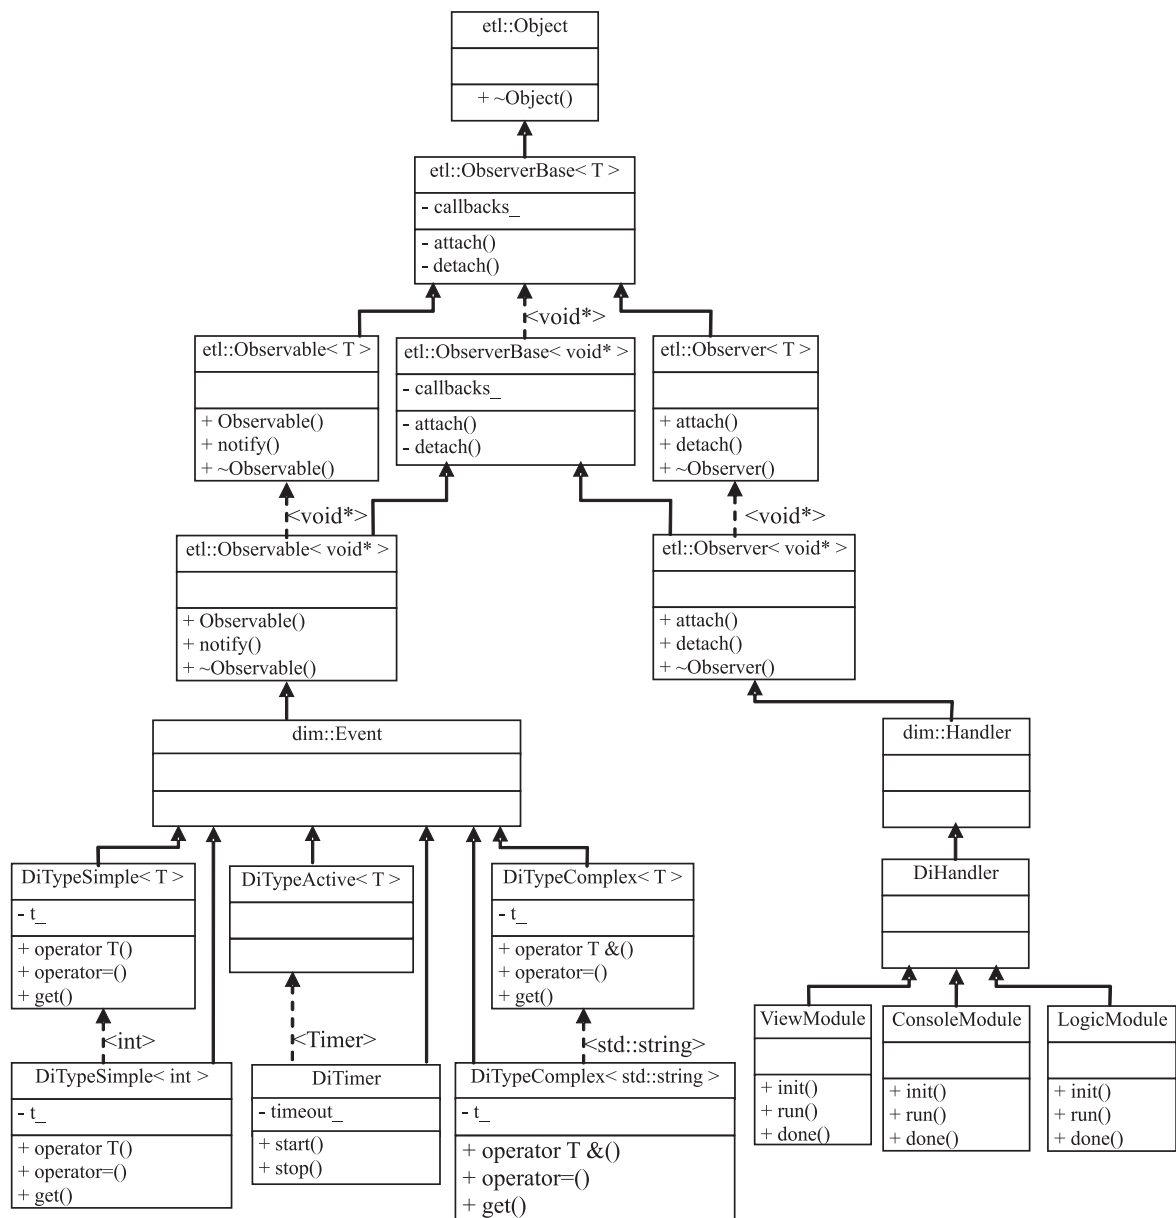 etl::Object
+ ~Object()
etl::ObserverBase< T >
- callbacks_
- attach()
- detach()
<void*>
etl::Observable< T >
+ Observable()
+ notify()
+ ~Observable()
etl::ObserverBase< void* >
- callbacks_
- attach()
- detach()
etl::Observer< T >
+ attach()
+ detach()
+ ~Observer()
<void*>
<void*>
etl::Observable< void* >
+ Observable()
+ notify()
+ ~Observable()
etl::Observer< void* >
+ attach()
+ detach()
+ ~Observer()
dim::Event
dim::Handler
DiTypeSimple< T >
- t_
+ operator T()
+ operator=()
+ get()
DiTypeActive< T >
DiTypeComplex< T >
- t_
+ operator T &()
+ operator=()
+ get()
DiHandler
<int>
<Timer>
<std::string>
DiTypeSimple< int >
- t_
+ operator T()
+ operator=()
+ get()
DiTimer
- timeout_
+ start()
+ stop()
DiTypeComplex< std::string >
- t_
+ operator T &()
+ operator=()
+ get()
ViewModule
+ init()
+ run()
+ done()
ConsoleModule
+ init()
+ run()
+ done()
LogicModule
+ init()
+ run()
+ done()